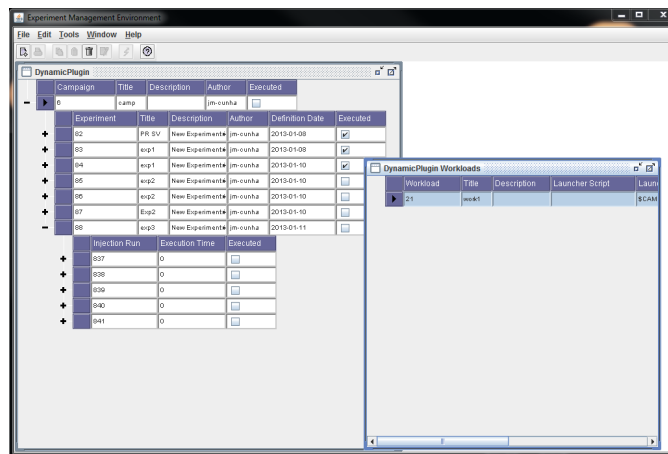 Experiment Management Environment
File Edit Tools Window Help
DynamicPlugin
Campaign Title Description Author Executed
6 camp jm-cunha
Experiment Title Description Author Definition Date Executed
82 PR SV New Experiment jm-cunha 2013-01-08
83 exp1 New Experiment jm-cunha 2013-01-08
84 exp1 New Experiment jm-cunha 2013-01-10
85 exp2 New Experiment jm-cunha 2013-01-10
86 exp2 New Experiment jm-cunha 2013-01-10
87 Exp2 New Experiment jm-cunha 2013-01-10
88 exp3 New Experiment jm-cunha 2013-01-11
Injection Run Execution Time Executed
837 0
838 0
839 0
840 0
841 0
DynamicPlugin Workloads
Workload Title Description Launcher Script Laun
21 work1 $CAM